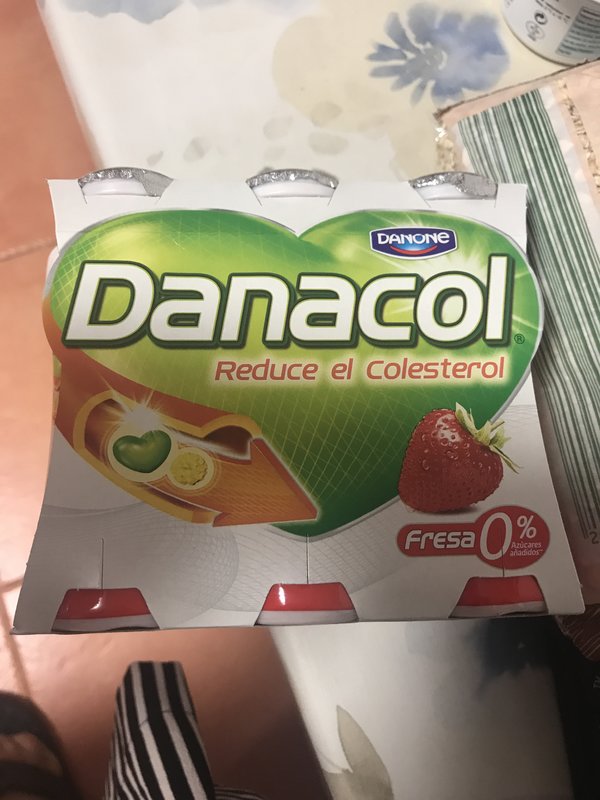 DANONE
Danacol®
Reduce el Colesterol
Fresa 0%
Azúcares
añadidos